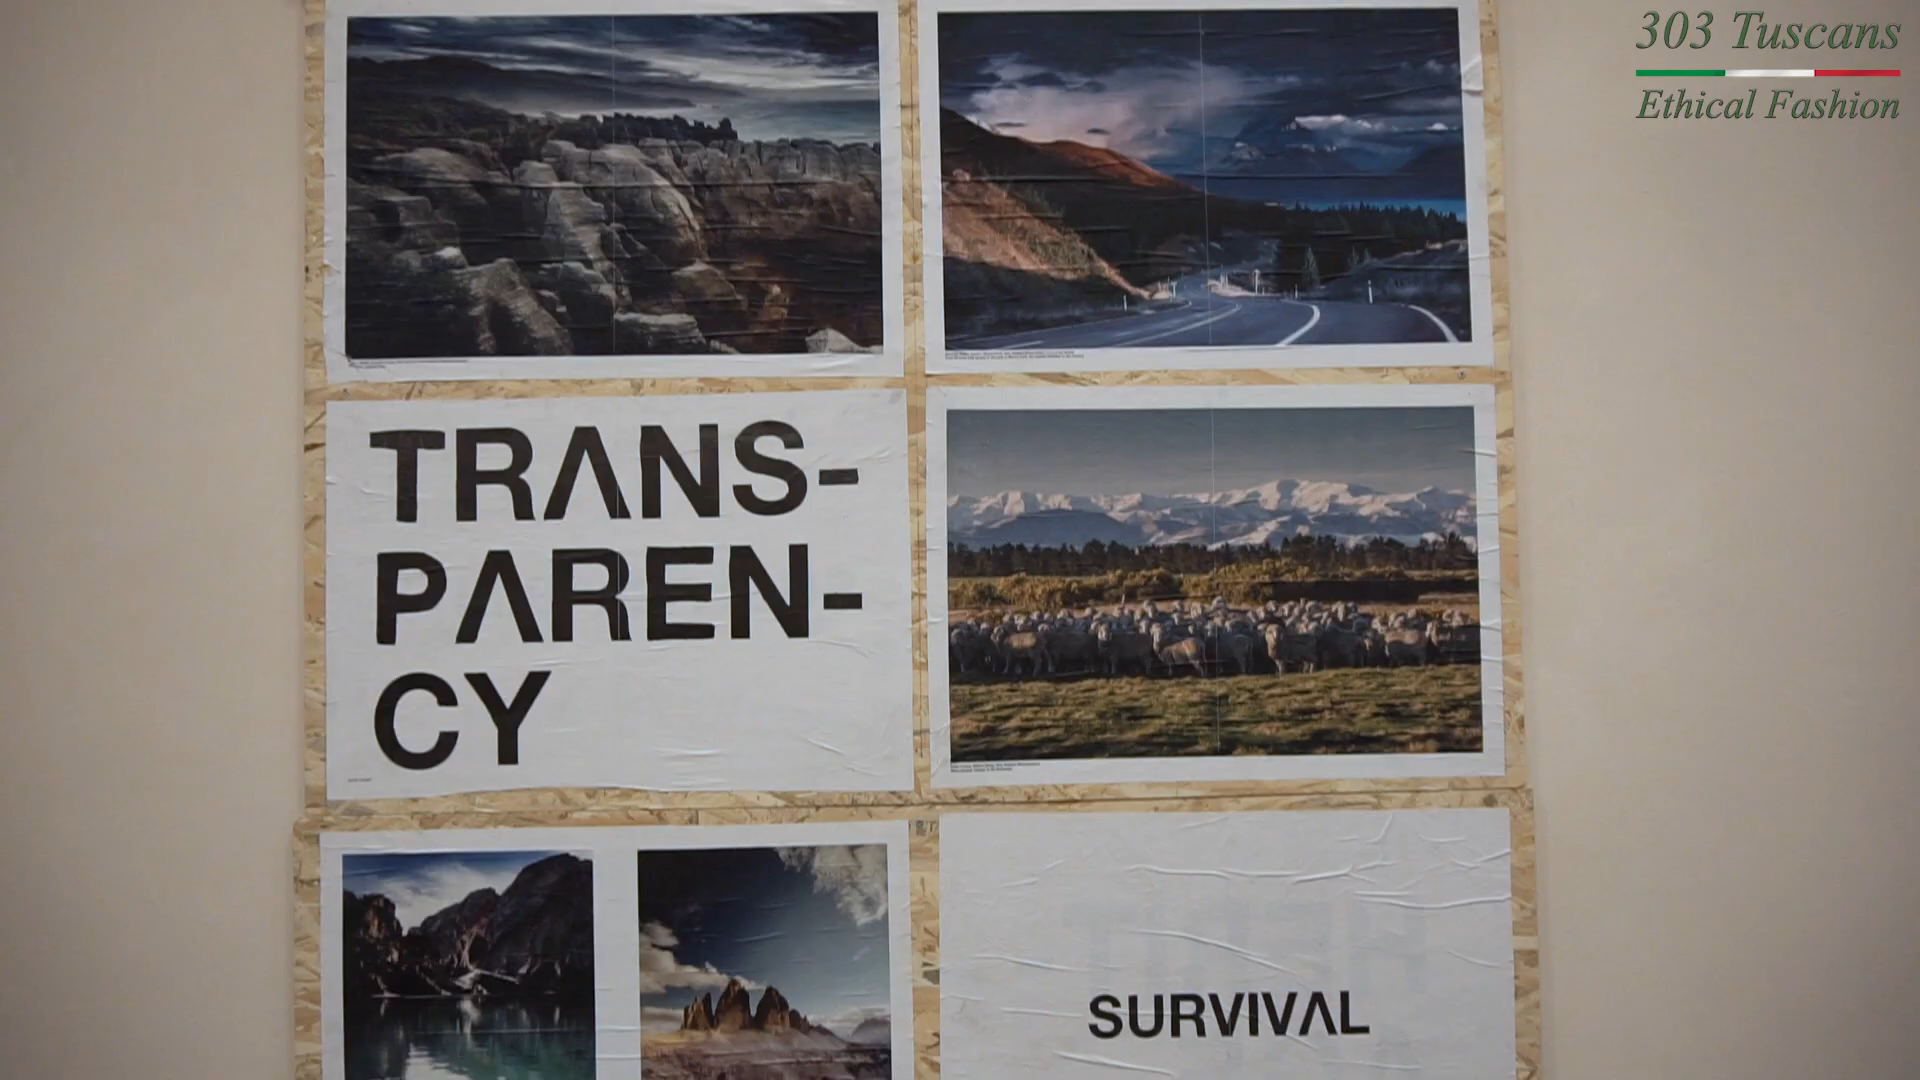 303 Tuscans
Ethical Fashion
TRANS-
PAREN-
CY
SURVIVAL